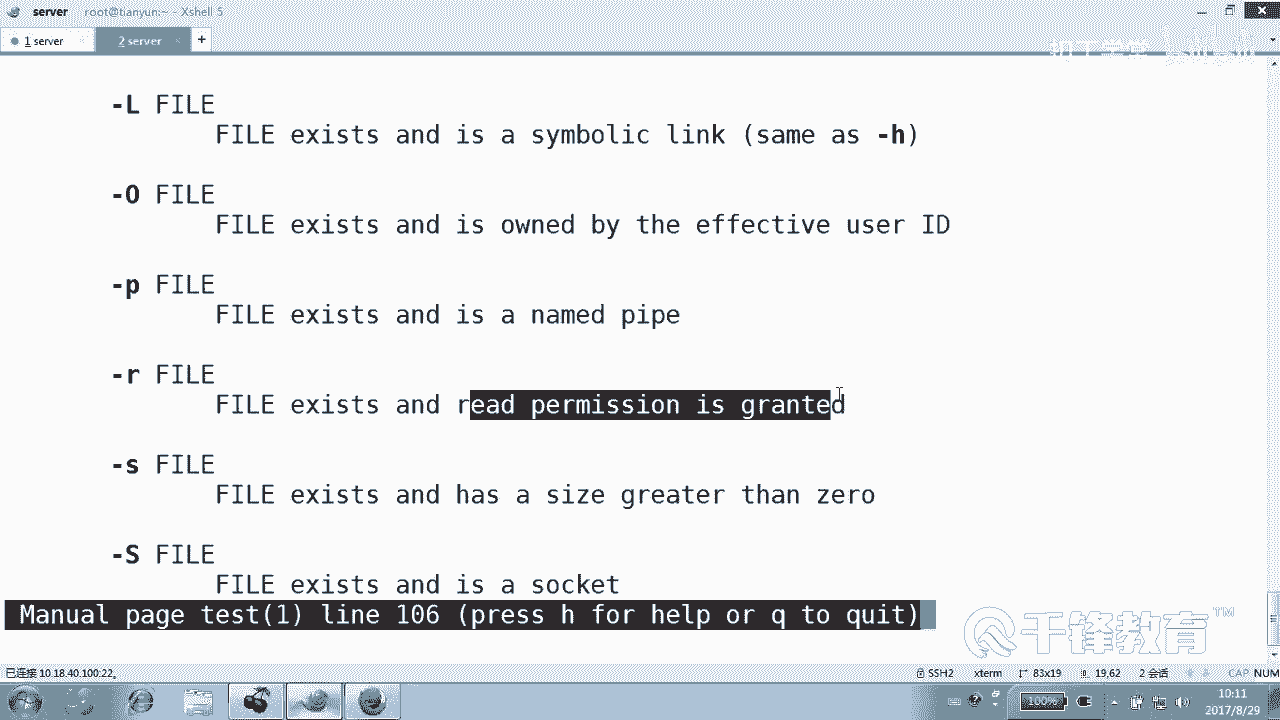 server root@tianyun:~ - Xshell 5
1 server
2 server
+
-L FILE
FILE exists and is a symbolic link (same as -h)
-O FILE
FILE exists and is owned by the effective user ID
-p FILE
FILE exists and is a named pipe
-r FILE
FILE exists and read permission is granted
-s FILE
FILE exists and has a size greater than zero
-S FILE
FILE exists and is a socket
Manual page test(1) line 106 (press h for help or q to quit)
千锋教育™
已连接 10.18.40.100:22。
SSH2 xterm 83x19 19,62 2 会话 CAP NUM
100%
10:11
2017/8/29